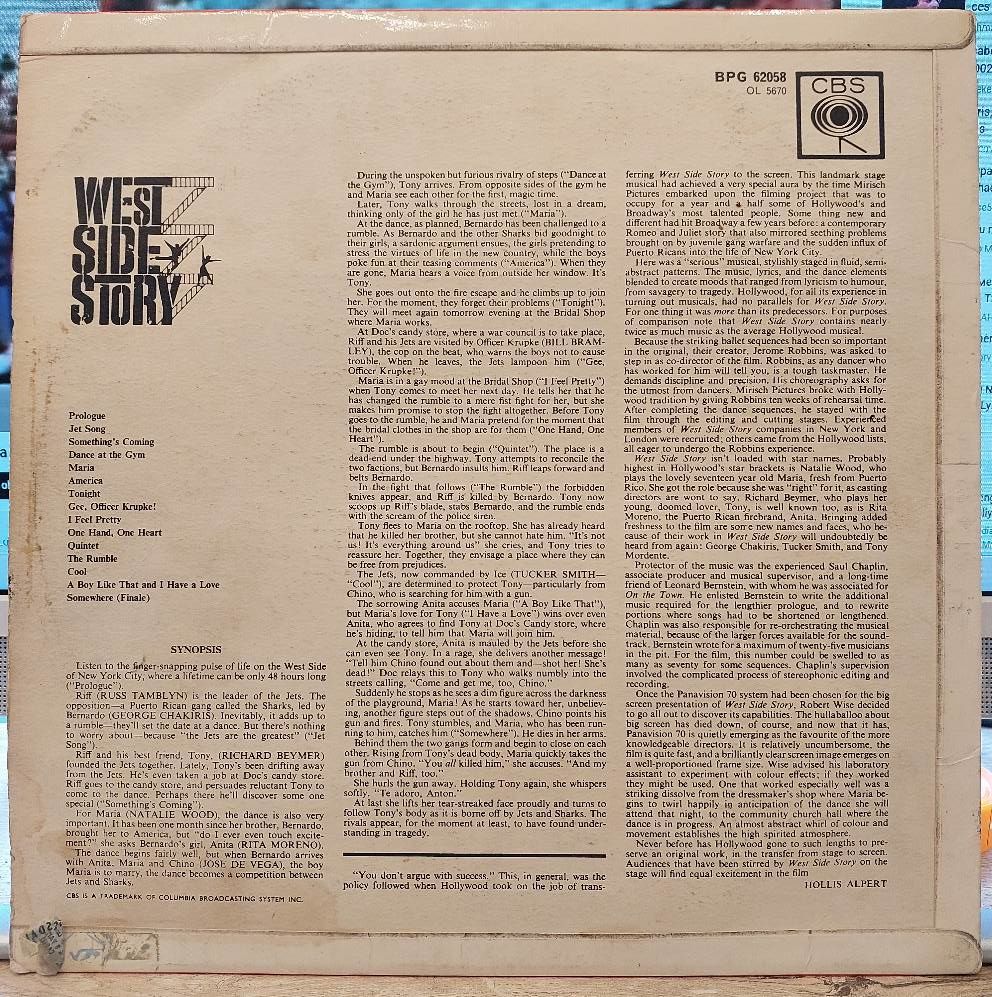 BPG 62058
OL 5670
CBS
WEST
SIDE
STORY
Prologue
Jet Song
Something's Coming
Dance at the Gym
Maria
America
Tonight
Gee, Officer Krupke!
I Feel Pretty
One Hand, One Heart
Quintet
The Rumble
Cool
A Boy Like That and I Have a Love
Somewhere (Finale)
SYNOPSIS
Listen to the finger-snapping pulse of life on the West Side
of New York City, where a lifetime can be only 48 hours long
("Prologue").
Riff (RUSS TAMBLYN) is the leader of the Jets. The
opposition—a Puerto Rican gang called the Sharks, led by
Bernardo (GEORGE CHAKIRIS). Inevitably, it adds up to
a rumble—they'll set the date at a dance. But there's nothing
to worry about—because "the Jets are the greatest" ("Jet
Song").
Riff and his best friend, Tony, (RICHARD BEYMER)
founded the Jets together. Lately, Tony's been drifting away
from the Jets. He's even taken a job at Doc's candy store.
Riff goes to the candy store, and persuades reluctant Tony to
come to the dance. Perhaps there he'll discover some one
special ("Something's Coming").
For Maria (NATALIE WOOD), the dance is also very
important. It has been one month since her brother, Bernardo,
brought her to America, but "do I ever even touch excite-
ment?" she asks Bernardo's girl, Anita (RITA MORENO).
The dance begins fairly well, but when Bernardo arrives
with Anita, Maria and Chino (JOSE DE VEGA), the boy
Maria is to marry, the dance becomes a competition between
Jets and Sharks.
CBS IS A TRADEMARK OF COLUMBIA BROADCASTING SYSTEM INC.
During the unspoken but furious rivalry of steps ("Dance at
the Gym"), Tony arrives. From opposite sides of the gym he
and Maria see each other for the first, magic time.
Later, Tony walks through the streets, lost in a dream,
thinking only of the girl he has just met ("Maria").
At the dance, as planned, Bernardo has been challenged to a
rumble. As Bernardo and the other Sharks bid goodnight to
their girls, a sardonic argument ensues, the girls pretending to
stress the virtues of life in the new country, while the boys
poke fun at their teasing comments ("America"). When they
are gone, Maria hears a voice from outside her window. It's
Tony.
She goes out onto the fire escape and he climbs up to join
her. For the moment, they forget their problems ("Tonight").
They will meet again tomorrow evening at the Bridal Shop
where Maria works.
At Doc's candy store, where a war council is to take place,
Riff and his Jets are visited by Officer Krupke (BILL BRAM-
LEY), the cop on the beat, who warns the boys not to cause
trouble. When he leaves, the Jets lampoon him ("Gee,
Officer Krupke!").
Maria is in a gay mood at the Bridal Shop ("I Feel Pretty")
when Tony comes to meet her next day. He tells her that he
has changed the rumble to a mere fist fight for her, but she
makes him promise to stop the fight altogether. Before Tony
goes to the rumble, he and Maria pretend for the moment that
the bridal clothes in the shop are for them ("One Hand, One
Heart").
The rumble is about to begin ("Quintet"). The place is a
dead-end under the highway. Tony attempts to reconcile the
two factions, but Bernardo insults him. Riff leaps forward and
belts Bernardo.
In the fight that follows ("The Rumble") the forbidden
knives appear, and Riff is killed by Bernardo. Tony now
scoops up Riff's blade, stabs Bernardo, and the rumble ends
with the scream of the police siren.
Tony flees to Maria on the rooftop. She has already heard
that he killed her brother, but she cannot hate him. "It's not
us! It's everything around us" she cries, and Tony tries to
reassure her. Together, they envisage a place where they can
be free from prejudices.
The Jets, now commanded by Ice (TUCKER SMITH—
"Cool"), are determined to protect Tony—particularly from
Chino, who is searching for him with a gun.
The sorrowing Anita accuses Maria ("A Boy Like That"),
but Maria's love for Tony ("I Have a Love") wins over even
Anita, who agrees to find Tony at Doc's Candy store, where
he's hiding, to tell him that Maria will join him.
At the candy store, Anita is mauled by the Jets before she
can even see Tony. In a rage, she delivers another message!
"Tell him Chino found out about them and—shot her! She's
dead!" Doc relays this to Tony who walks numbly into the
streets calling, "Come and get me, too, Chino."
Suddenly he stops as he sees a dim figure across the darkness
of the playground, Maria! As he starts toward her, unbeliev-
ing, another figure steps out of the shadows. Chino points his
gun and fires. Tony stumbles, and Maria, who has been run-
ning to him, catches him ("Somewhere"). He dies in her arms.
Behind them the two gangs form and begin to close on each
other. Rising from Tony's dead body, Maria quickly takes the
gun from Chino. "You all killed him," she accuses. "And my
brother and Riff, too."
She hurls the gun away. Holding Tony again, she whispers
softly. "Te adoro, Anton."
At last she lifts her tear-streaked face proudly and turns to
follow Tony's body as it is borne off by Jets and Sharks. The
rivals appear, for the moment at least, to have found under-
standing in tragedy.
"You don't argue with success." This, in general, was the
policy followed when Hollywood took on the job of trans-
ferring West Side Story to the screen. This landmark stage
musical had achieved a very special aura by the time Mirisch
Pictures embarked upon the filming project that was to
occupy for a year and a half some of Hollywood's and
Broadway's most talented people. Some thing new and
different had hit Broadway a few years before: a contemporary
Romeo and Juliet story that also mirrored seething problems
brought on by juvenile gang warfare and the sudden influx of
Puerto Ricans into the life of New York City.
Here was a "serious" musical, stylishly staged in fluid, semi-
abstract patterns. The music, lyrics, and the dance elements
blended to create moods that ranged from lyricism to humour,
from savagery to tragedy. Hollywood, for all its experience in
turning out musicals, had no parallels for West Side Story.
For one thing it was more than its predecessors. For purposes
of comparison note that West Side Story contains nearly
twice as much music as the average Hollywood musical.
Because the striking ballet sequences had been so important
in the original, their creator, Jerome Robbins, was asked to
step in as co-director of the film. Robbins, as any dancer who
has worked for him will tell you, is a tough taskmaster. He
demands discipline and precision. His choreography asks for
the utmost from dancers. Mirisch Pictures broke with Holly-
wood tradition by giving Robbins ten weeks of rehearsal time.
After completing the dance sequences, he stayed with the
film through the editing and cutting stages. Experienced
members of West Side Story companies in New York and
London were recruited; others came from the Hollywood lists,
all eager to undergo the Robbins experience.
West Side Story isn't loaded with star names. Probably
highest in Hollywood's star brackets is Natalie Wood, who
plays the lovely seventeen year old Maria, fresh from Puerto
Rico. She got the role because she was "right" for it, as casting
directors are wont to say. Richard Beymer, who plays her
young, doomed lover, Tony, is well known too, as is Rita
Moreno, the Puerto Rican firebrand, Anita. Bringing added
freshness to the film are some new names and faces, who be-
cause of their work in West Side Story will undoubtedly be
heard from again: George Chakiris, Tucker Smith, and Tony
Mordente.
Protector of the music was the experienced Saul Chaplin,
associate producer and musical supervisor, and a long-time
friend of Leonard Bernstein, with whom he was associated for
On the Town. He enlisted Bernstein to write the additional
music required for the lengthier prologue, and to rewrite
portions where songs had to be shortened or lengthened.
Chaplin was also responsible for re-orchestrating the musical
material, because of the larger forces available for the sound-
track. Bernstein wrote for a maximum of twenty-five musicians
in the pit. For the film, this number could be swelled to as
many as seventy for some sequences. Chaplin's supervision
involved the complicated process of stereophonic editing and
recording.
Once the Panavision 70 system had been chosen for the big
screen presentation of West Side Story, Robert Wise decided
to go all out to discover its capabilities. The hullaballoo about
big screen has died down, of course, and now that it has,
Panavision 70 is quietly emerging as the favourite of the more
knowledgeable directors. It is relatively uncumbersome, the
film is quite fast, and a brilliantly clear screen image emerges on
a well-proportioned frame size. Wise advised his laboratory
assistant to experiment with colour effects; if they worked
they might be used. One that worked especially well was a
striking dissolve from the dressmaker's shop where Maria be-
gins to twirl happily in anticipation of the dance she will
attend that night, to the community church hall where the
dance is in progress. An almost abstract whirl of colour and
movement establishes the high spirited atmosphere.
Never before has Hollywood gone to such lengths to pre-
serve an original work, in the transfer from stage to screen.
Audiences that have been stirred by West Side Story on the
stage will find equal excitement in the film
HOLLIS ALPERT